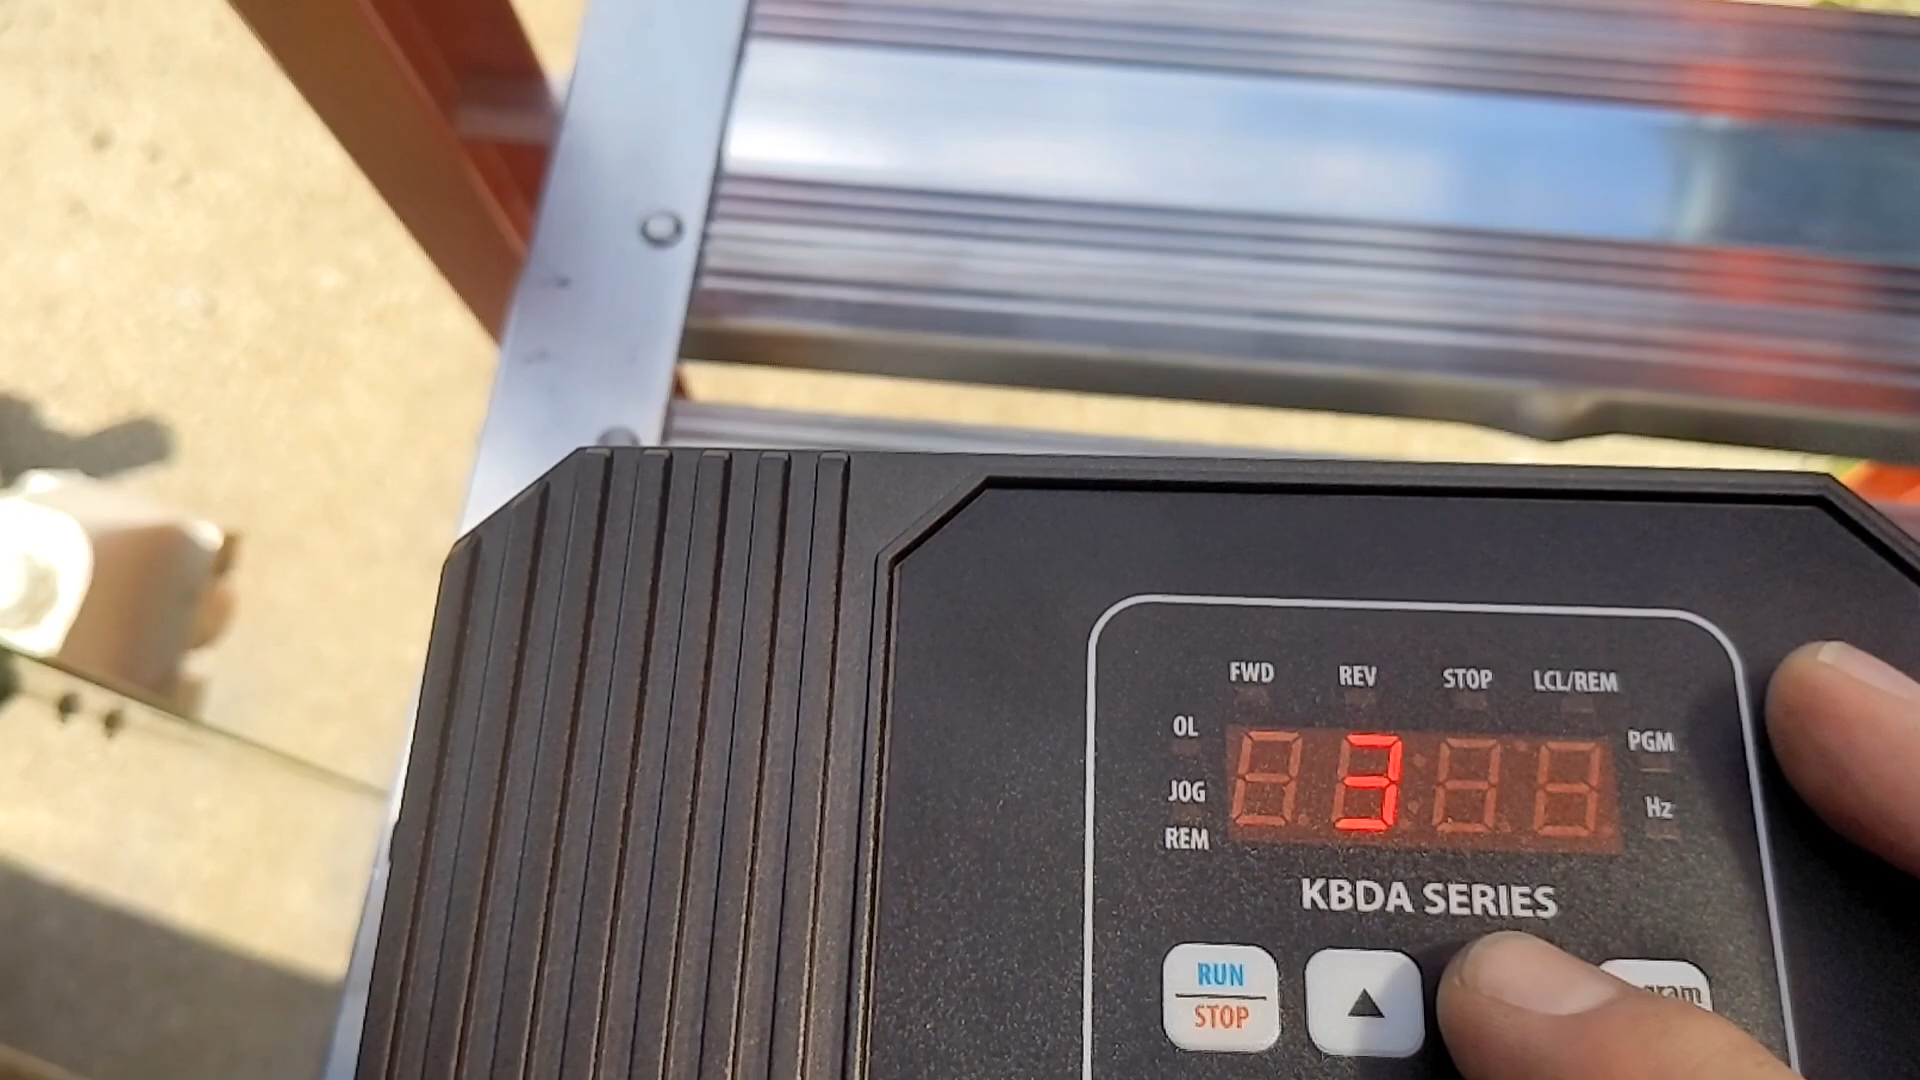 FWD REV STOP LCL/REM
OL
PGM
3
JOG
Hz
REM
KBDA SERIES
RUN
STOP